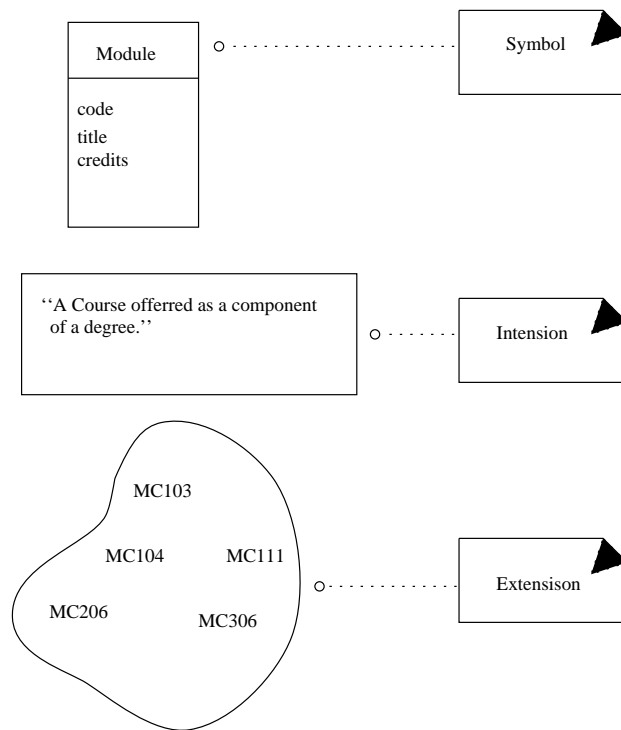 Module
Symbol
code
title
credits
‘‘A Course offerred as a component
of a degree.’’
Intension
MC103
MC104
MC111
MC206
MC306
Extensison